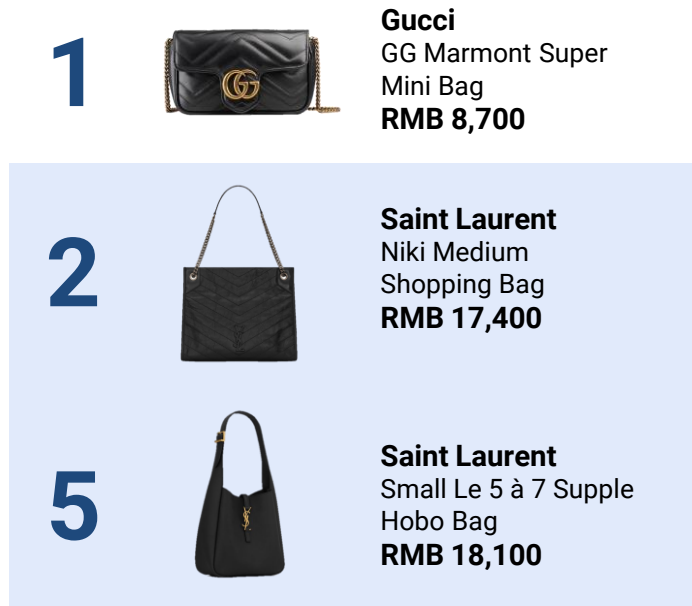 1
Gucci
GG Marmont Super
Mini Bag
RMB 8,700
2
Saint Laurent
Niki Medium
Shopping Bag
RMB 17,400
5
Saint Laurent
Small Le 5 à 7 Supple
Hobo Bag
RMB 18,100